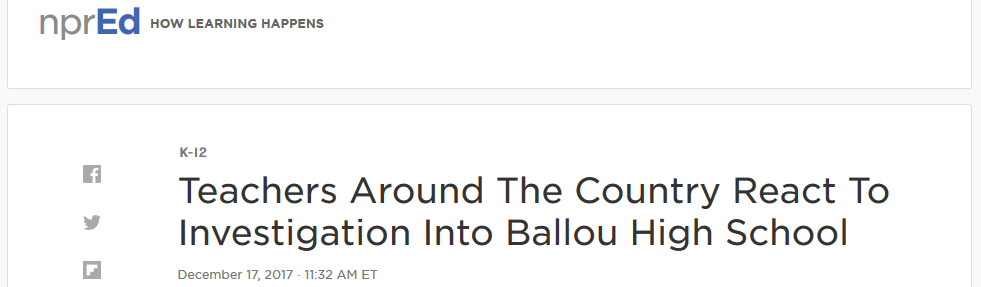 nprEd HOW LEARNING HAPPENS
K-12
Teachers Around The Country React To
Investigation Into Ballou High School
December 17, 2017 · 11:32 AM ET